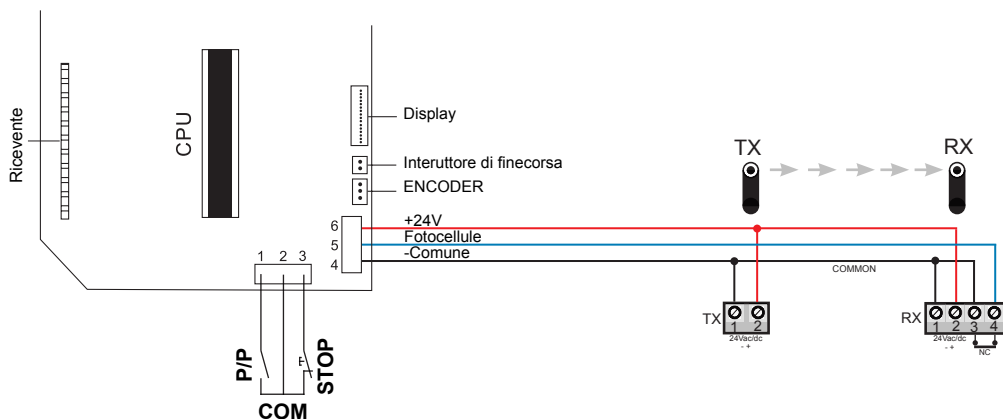 Ricevente
CPU
Display
Interuttore di finecorsa
ENCODER
6 +24V
5 Fotocellule
4 -Comune
1 2 3
P/P
STOP
COM
TX
RX
COMMON
TX
1 2
24Vac/dc
- +
RX
1 2 3 4
24Vac/dc
- +
NC